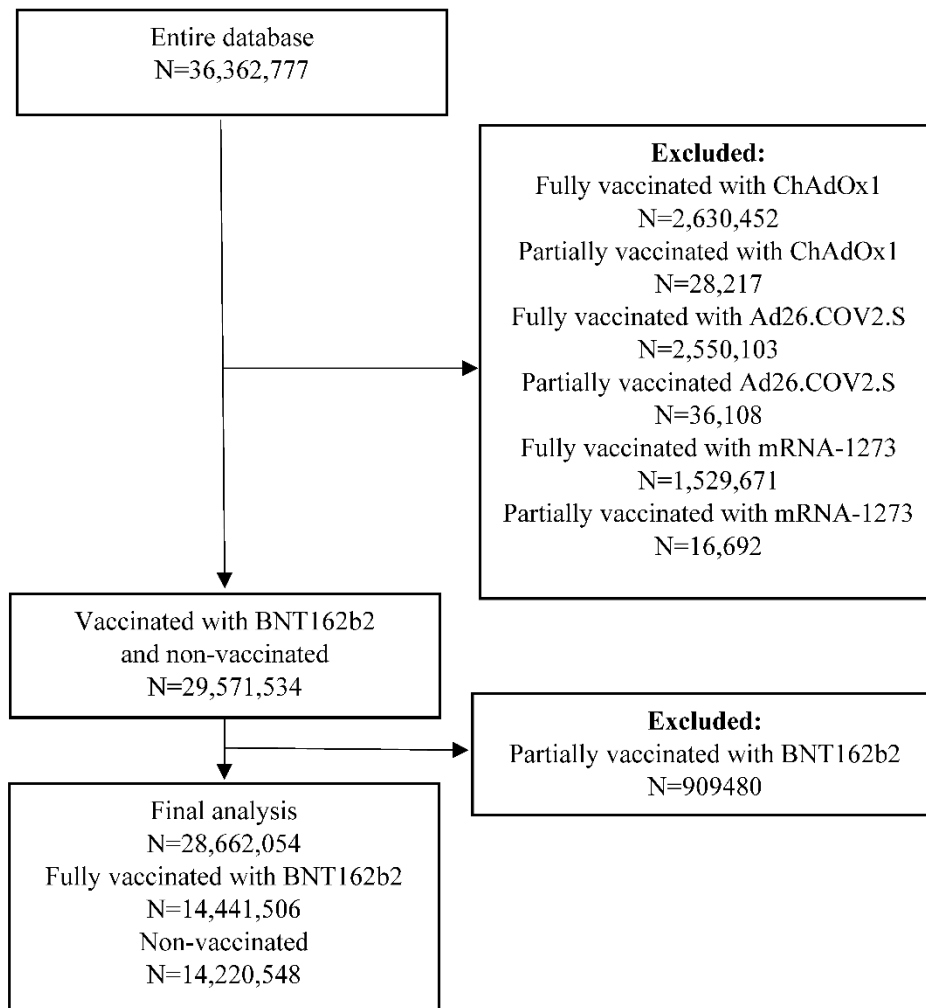 Entire database
N=36,362,777
Excluded:
Fully vaccinated with ChAdOx1
N=2,630,452
Partially vaccinated with ChAdOx1
N=28,217
Fully vaccinated with Ad26.COV2.S
N=2,550,103
Partially vaccinated Ad26.COV2.S
N=36,108
Fully vaccinated with mRNA-1273
N=1,529,671
Partially vaccinated with mRNA-1273
N=16,692
Vaccinated with BNT162b2
and non-vaccinated
N=29,571,534
Excluded:
Partially vaccinated with BNT162b2
N=909480
Final analysis
N=28,662,054
Fully vaccinated with BNT162b2
N=14,441,506
Non-vaccinated
N=14,220,548